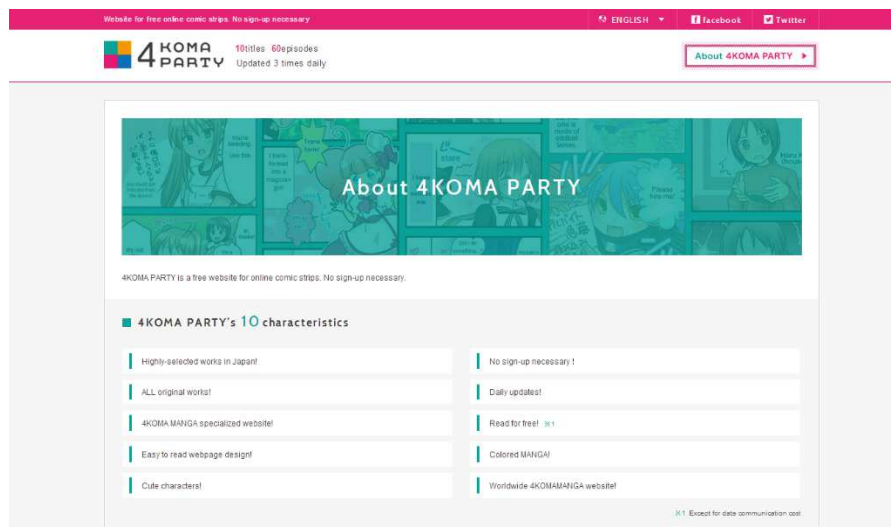 Website for free online comic strips. No sign-up necessary
ENGLISH
facebook
Twitter
4 KOMA PARTY
10titles 60episodes
Updated 3 times daily
About 4KOMA PARTY
About 4KOMA PARTY
4KOMA PARTY is a free website for online comic strips. No sign-up necessary.
4KOMA PARTY's 10 characteristics
Highly-selected works in Japan!
No sign-up necessary !
ALL original works!
Daily updates!
4KOMA MANGA specialized website!
Read for free! ※1
Easy to read webpage design!
Colored MANGA!
Cute characters!
Worldwide 4KOMAMANGA website!
※1 Except for date communication cost